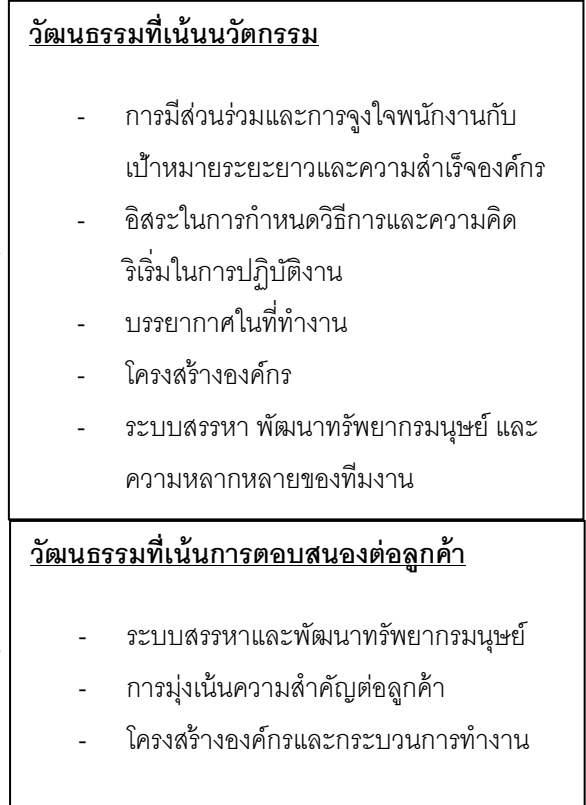 วัฒนธรรมที่เน้นนวัตกรรม
- การมีส่วนร่วมและการจูงใจพนักงานกับ
เป้าหมายระยะยาวและความสำเร็จองค์กร
- อิสระในการกำหนดวิธีการและความคิด
ริเริ่มในการปฏิบัติงาน
- บรรยากาศในที่ทำงาน
- โครงสร้างองค์กร
- ระบบสรรหา พัฒนาทรัพยากรมนุษย์ และ
ความหลากหลายของทีมงาน
วัฒนธรรมที่เน้นการตอบสนองต่อลูกค้า
- ระบบสรรหาและพัฒนาทรัพยากรมนุษย์
- การมุ่งเน้นความสำคัญต่อลูกค้า
- โครงสร้างองค์กรและกระบวนการทำงาน